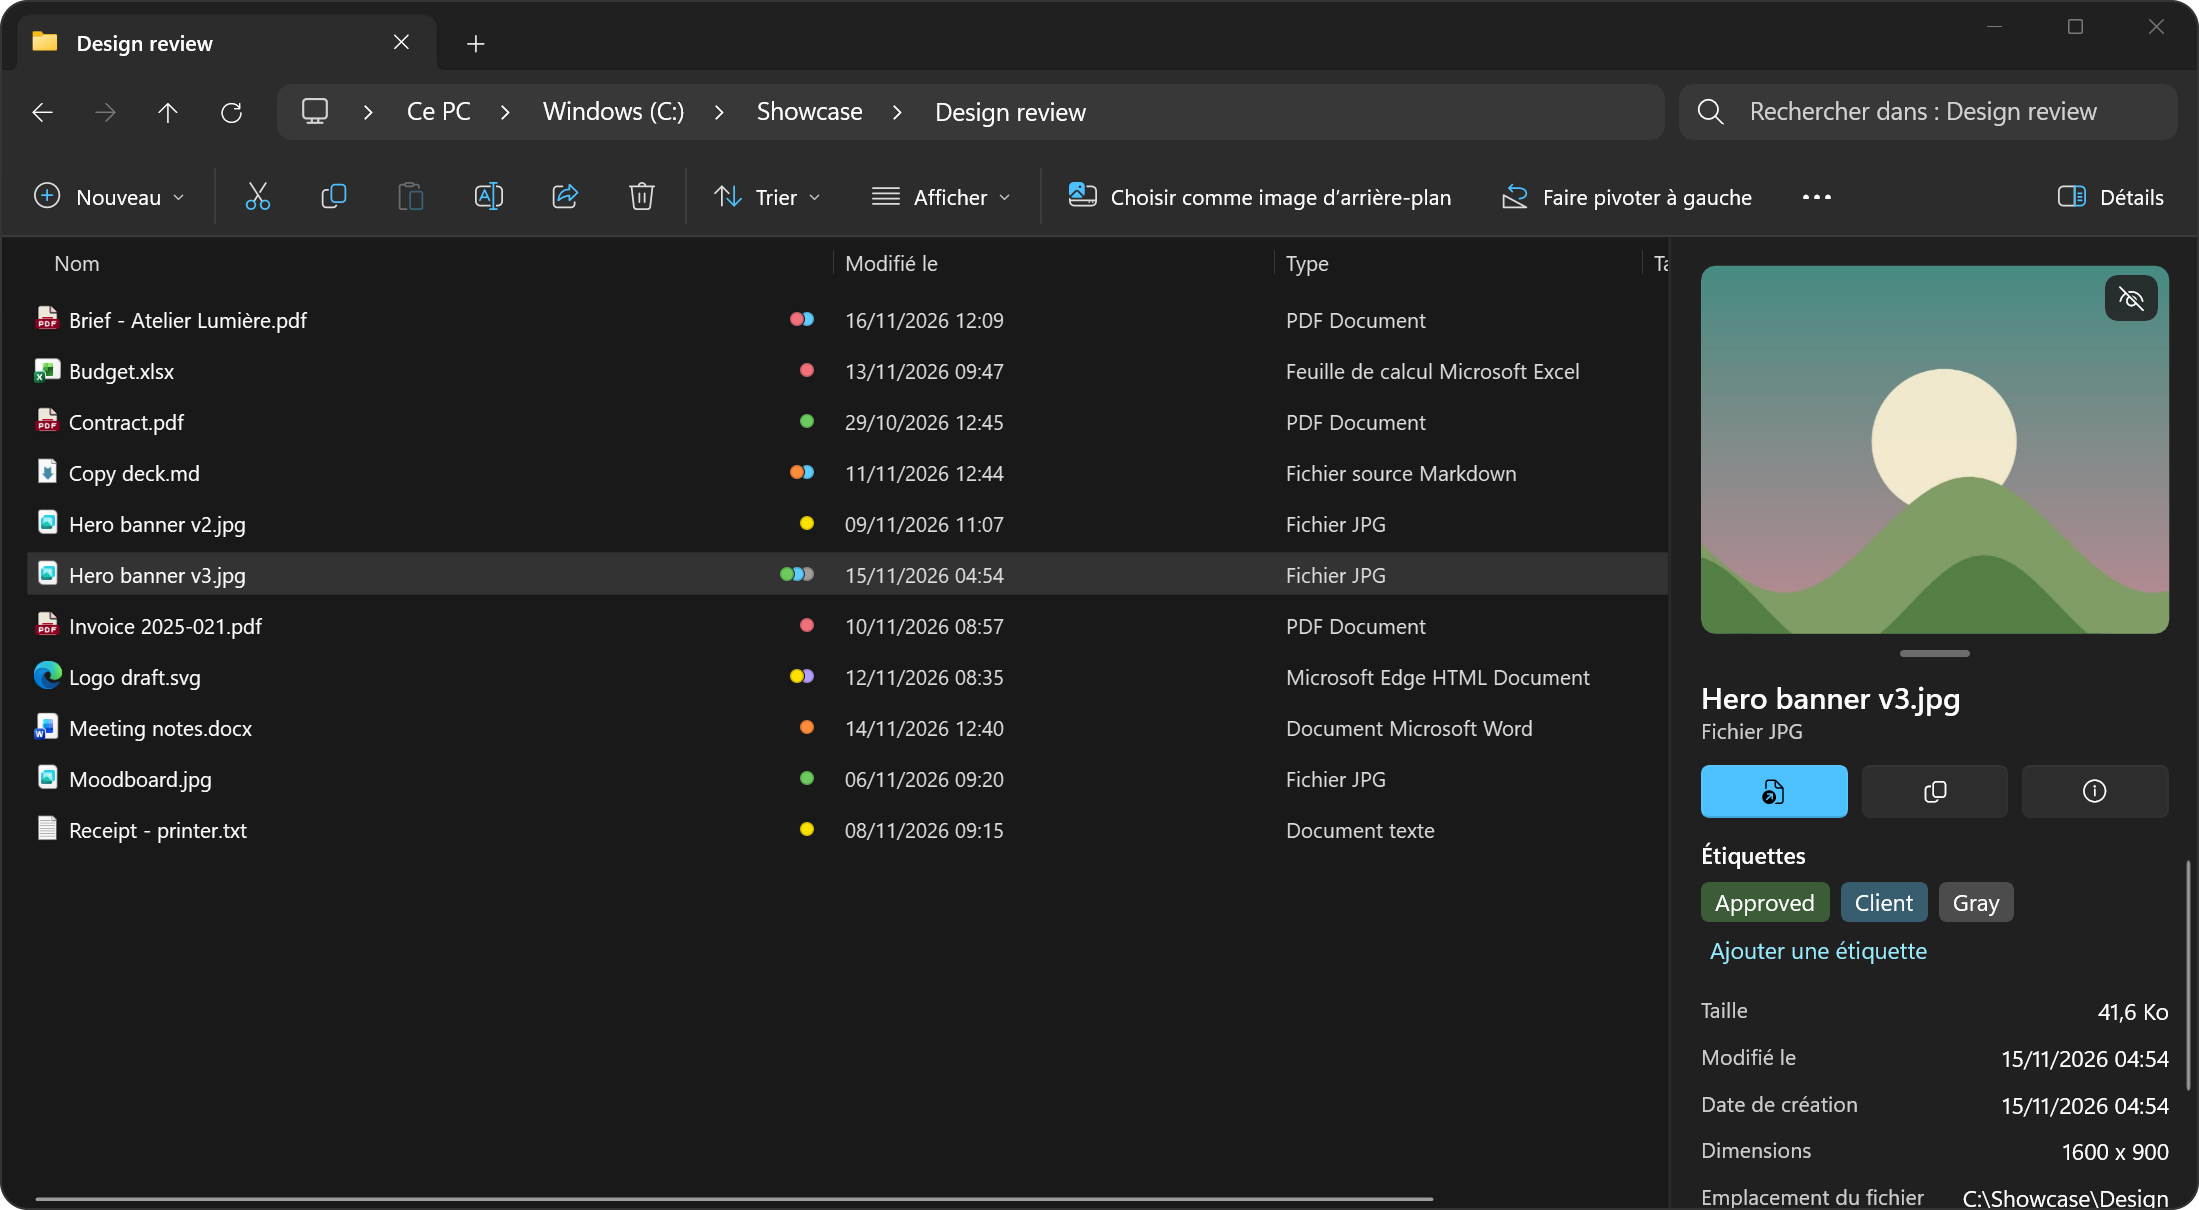 Design review
Ce PC > Windows (C:) > Showcase > Design review
Rechercher dans : Design review
Nouveau
Trier
Afficher
Choisir comme image d’arrière-plan
Faire pivoter à gauche
Détails
Nom Modifié le Type
Brief - Atelier Lumière.pdf 16/11/2026 12:09 PDF Document
Budget.xlsx 13/11/2026 09:47 Feuille de calcul Microsoft Excel
Contract.pdf 29/10/2026 12:45 PDF Document
Copy deck.md 11/11/2026 12:44 Fichier source Markdown
Hero banner v2.jpg 09/11/2026 11:07 Fichier JPG
Hero banner v3.jpg 15/11/2026 04:54 Fichier JPG
Invoice 2025-021.pdf 10/11/2026 08:57 PDF Document
Logo draft.svg 12/11/2026 08:35 Microsoft Edge HTML Document
Meeting notes.docx 14/11/2026 12:40 Document Microsoft Word
Moodboard.jpg 06/11/2026 09:20 Fichier JPG
Receipt - printer.txt 08/11/2026 09:15 Document texte
Hero banner v3.jpg
Fichier JPG
Étiquettes
Approved Client Gray
Ajouter une étiquette
Taille 41,6 Ko
Modifié le 15/11/2026 04:54
Date de création 15/11/2026 04:54
Dimensions 1600 x 900
Emplacement du fichier C:\Showcase\Design